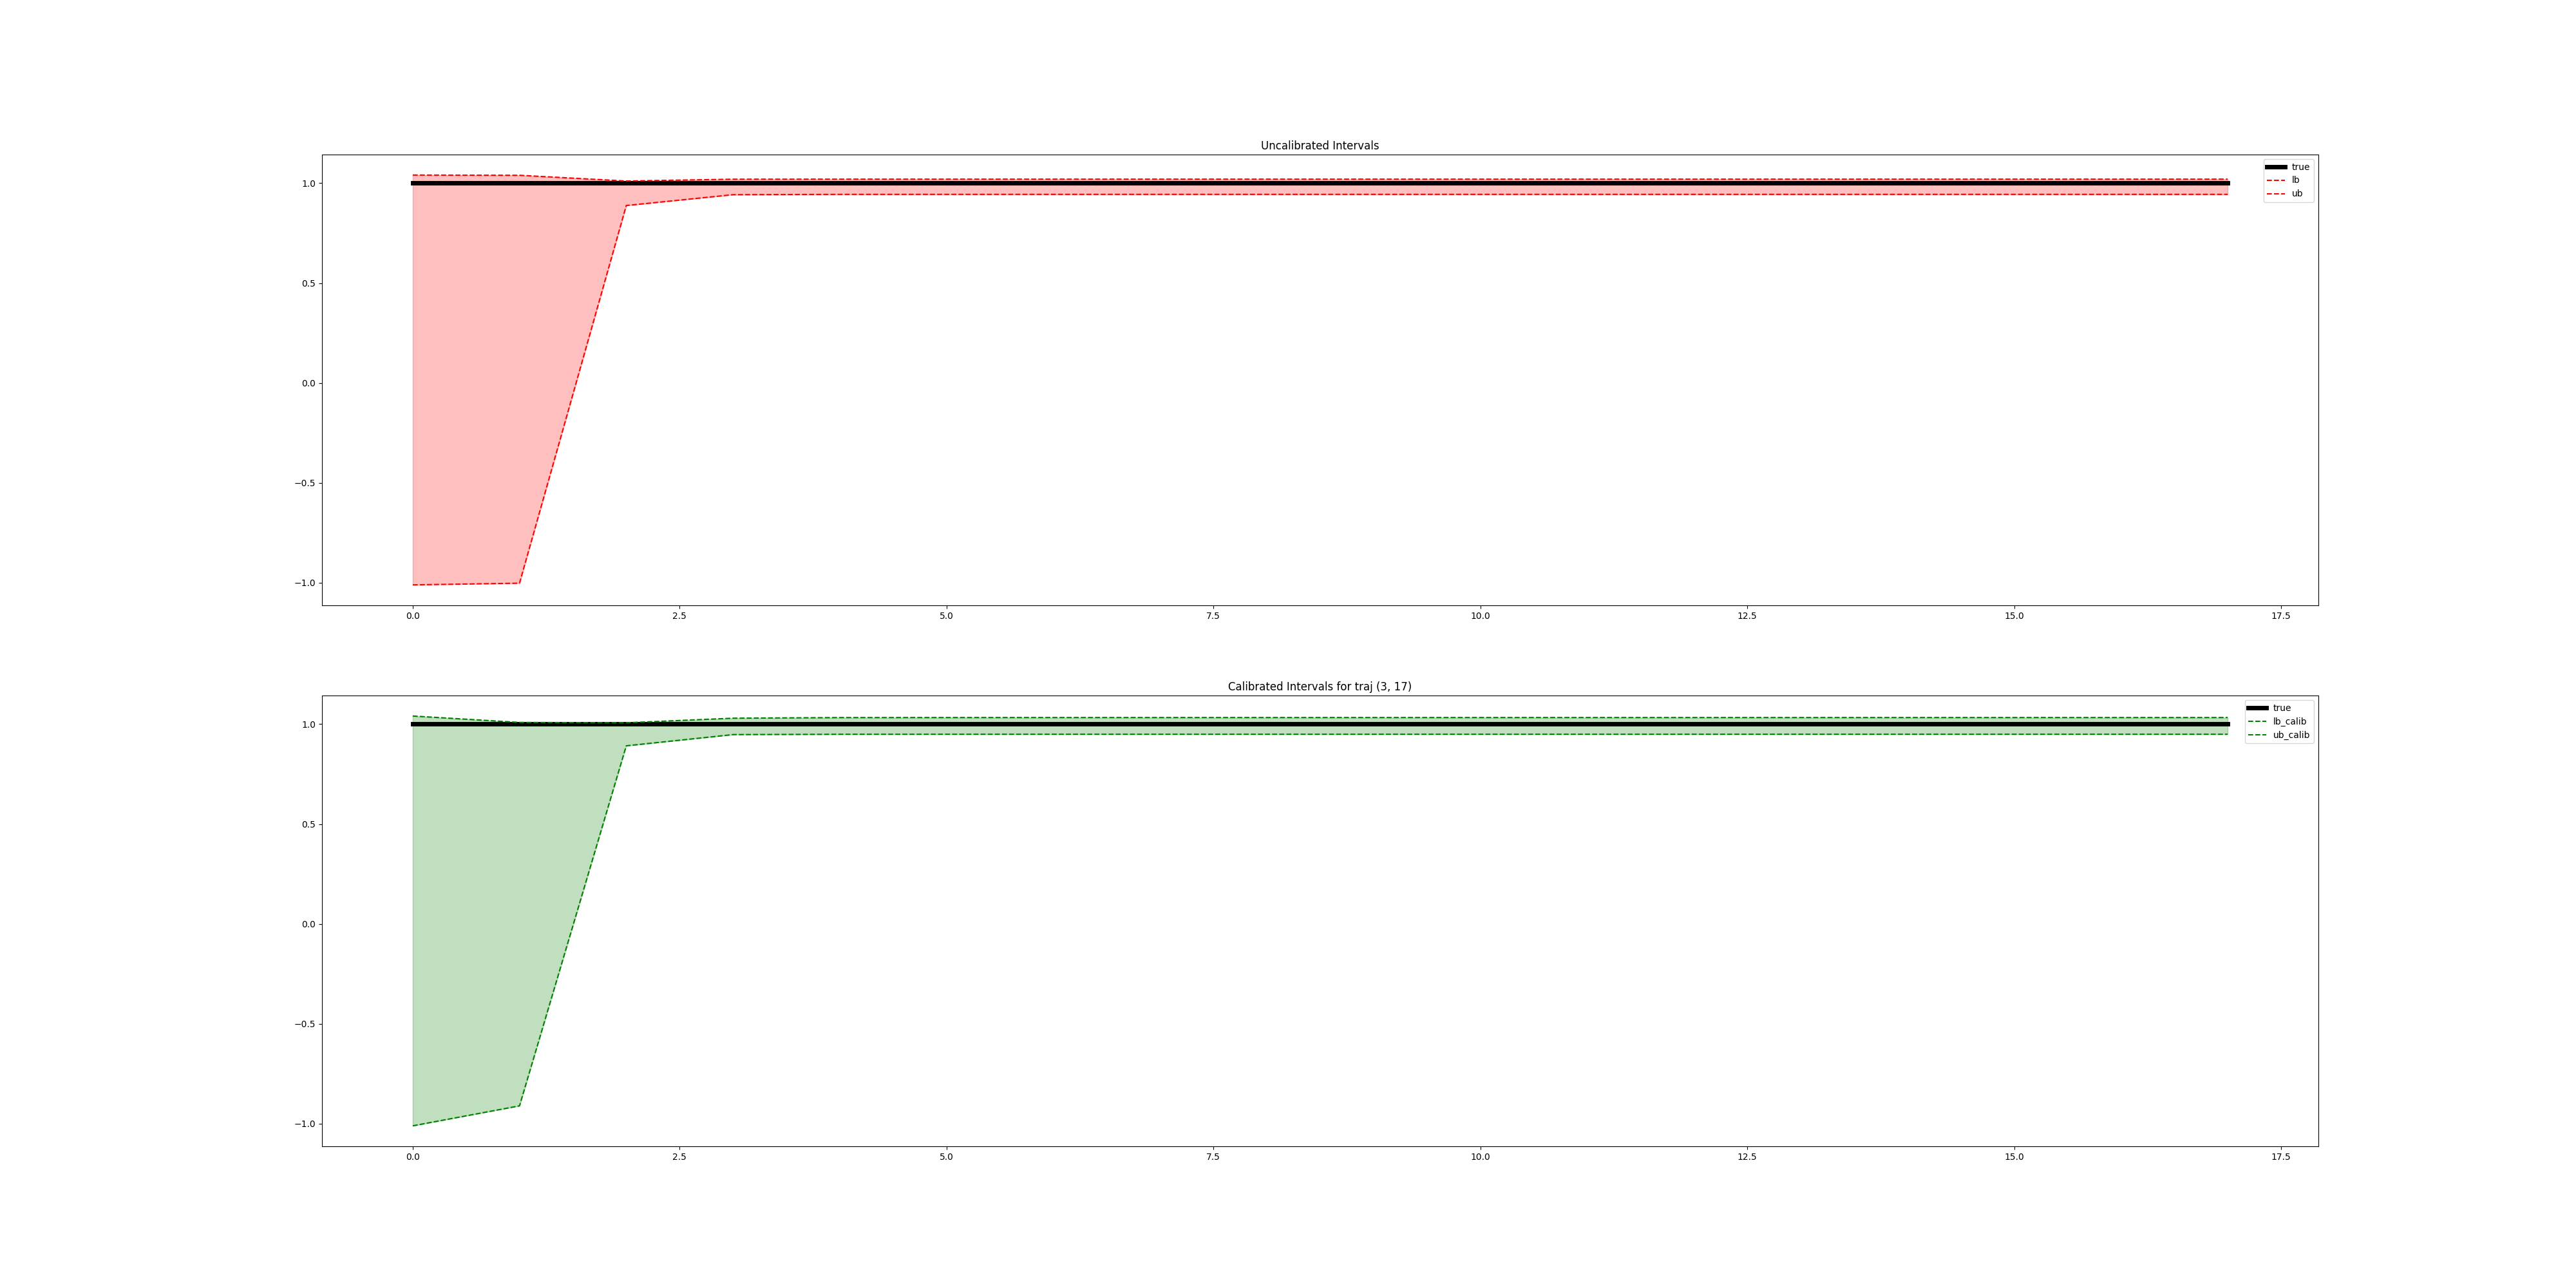 Uncalibrated Intervals
true
lb
ub
1.0
0.5
0.0
−0.5
−1.0
0.0 2.5 5.0 7.5 10.0 12.5 15.0 17.5
Calibrated Intervals for traj (3, 17)
true
lb_calib
ub_calib
1.0
0.5
0.0
−0.5
−1.0
0.0 2.5 5.0 7.5 10.0 12.5 15.0 17.5